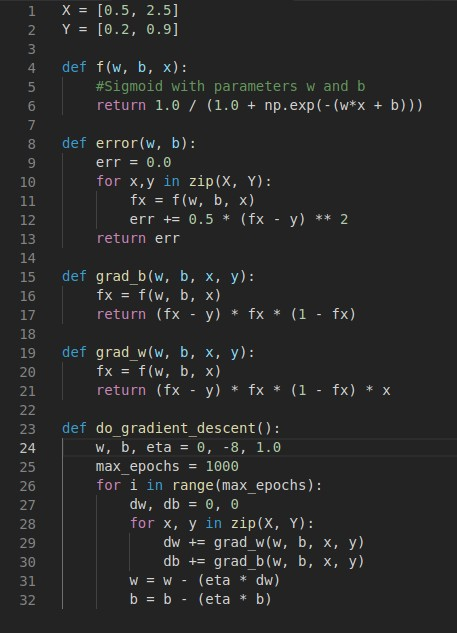 1 X = [0.5, 2.5]
2 Y = [0.2, 0.9]
3
4 def f(w, b, x):
5     #Sigmoid with parameters w and b
6     return 1.0 / (1.0 + np.exp(-(w*x + b)))
7
8 def error(w, b):
9     err = 0.0
10     for x,y in zip(X, Y):
11         fx = f(w, b, x)
12         err += 0.5 * (fx - y) ** 2
13     return err
14
15 def grad_b(w, b, x, y):
16     fx = f(w, b, x)
17     return (fx - y) * fx * (1 - fx)
18
19 def grad_w(w, b, x, y):
20     fx = f(w, b, x)
21     return (fx - y) * fx * (1 - fx) * x
22
23 def do_gradient_descent():
24     w, b, eta = 0, -8, 1.0
25     max_epochs = 1000
26     for i in range(max_epochs):
27         dw, db = 0, 0
28         for x, y in zip(X, Y):
29             dw += grad_w(w, b, x, y)
30             db += grad_b(w, b, x, y)
31         w = w - (eta * dw)
32         b = b - (eta * b)